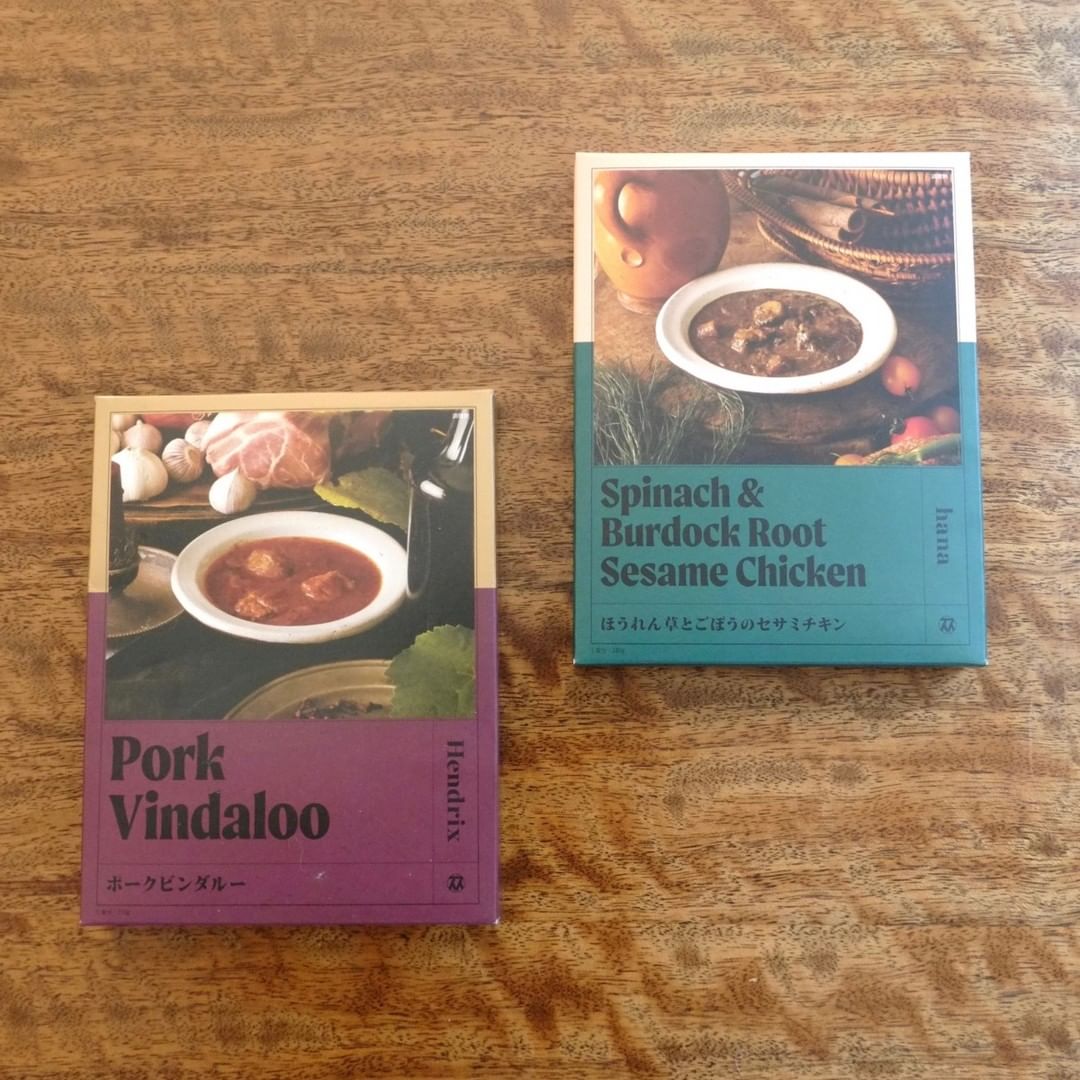 Pork
Vindaloo
Hendrix
ポークビンダルー
Spinach &
Burdock Root
Sesame Chicken
hana
ほうれん草とごぼうのセサミチキン